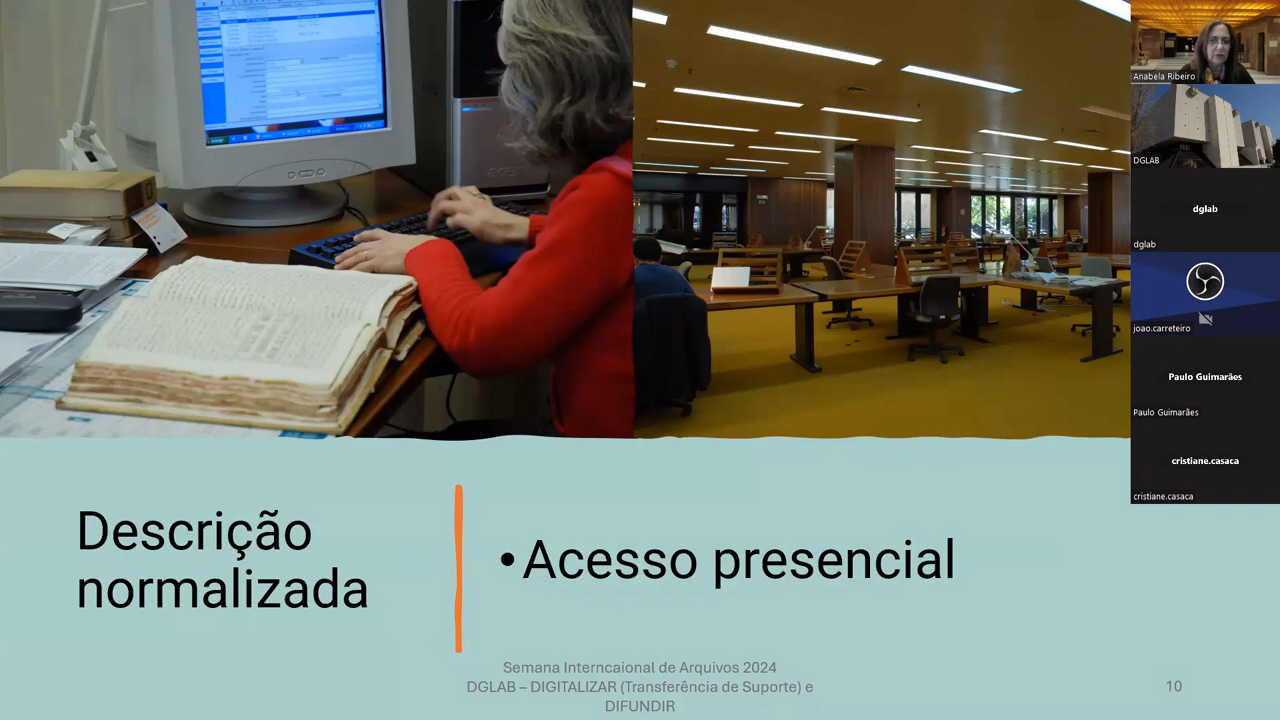 Anabela Ribeiro
DGLAB
dglab
dglab
joao.carreteiro
Paulo Guimarães
Paulo Guimarães
cristiane.casaca
cristiane.casaca
Descrição
normalizada
•Acesso presencial
Semana Interncaional de Arquivos 2024
DGLAB – DIGITALIZAR (Transferência de Suporte) e
DIFUNDIR
10